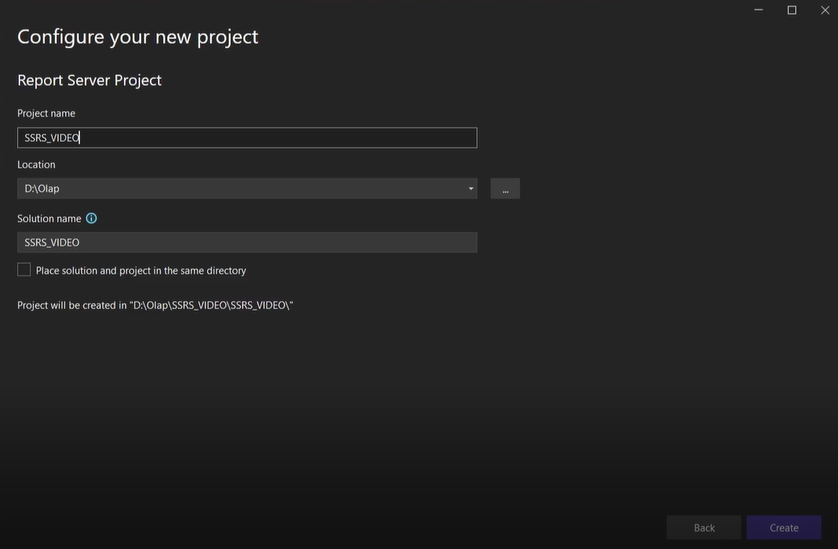 Configure your new project
Report Server Project
Project name
SSRS_VIDEO
Location
D:\Olap
...
Solution name
SSRS_VIDEO
Place solution and project in the same directory
Project will be created in "D:\Olap\SSRS_VIDEO\SSRS_VIDEO\"
Back
Create